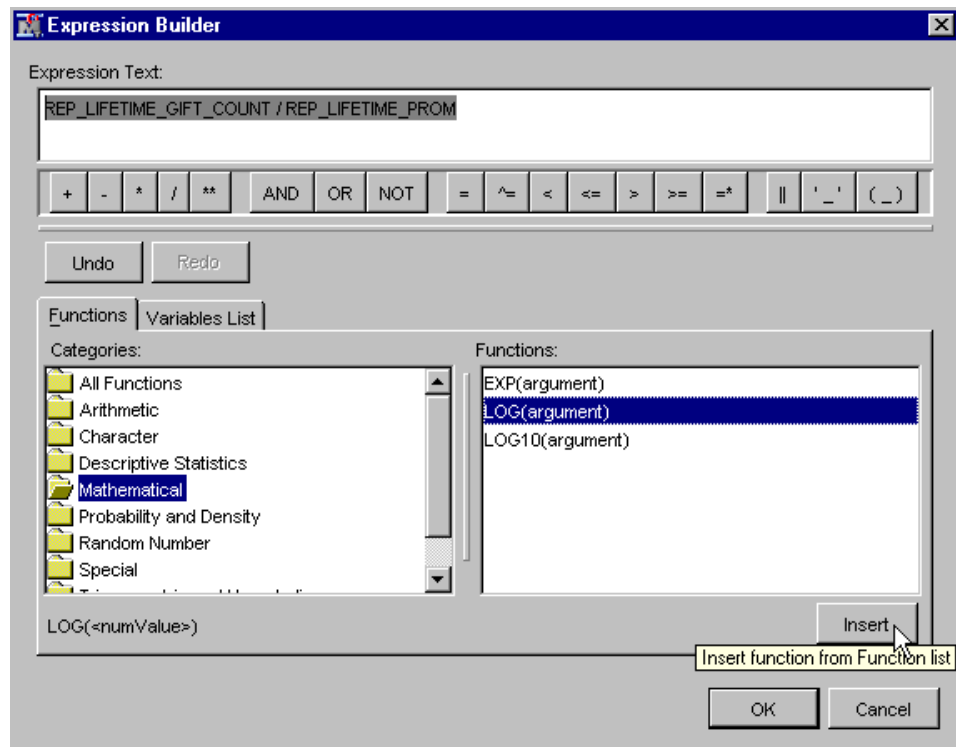 Expression Builder
Expression Text:
REP_LIFETIME_GIFT_COUNT / REP_LIFETIME_PROM
+ - * / ** AND OR NOT = ^= < <= > >= =* || '_' (_)
Undo Redo
Functions Variables List
Categories: Functions:
All Functions EXP(argument)
Arithmetic LOG(argument)
Character LOG10(argument)
Descriptive Statistics
Mathematical
Probability and Density
Random Number
Special
LOG(<numValue>) Insert
Insert function from Function list
OK Cancel